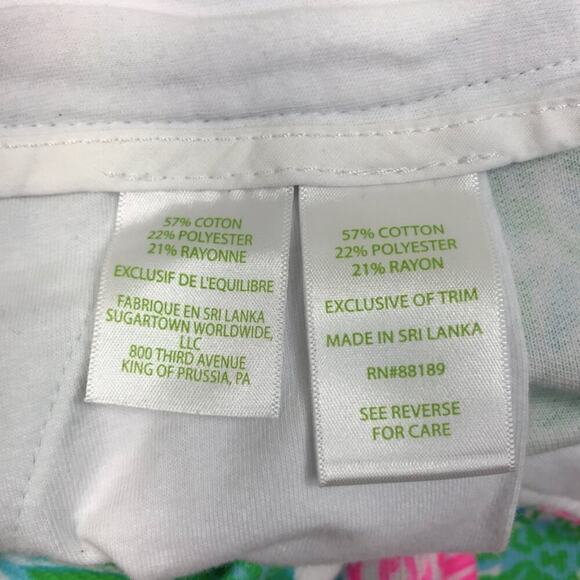 57% COTON
22% POLYESTER
21% RAYONNE
EXCLUSIF DE L'EQUILIBRE
FABRIQUE EN SRI LANKA
SUGARTOWN WORLDWIDE,
LLC
800 THIRD AVENUE
KING OF PRUSSIA, PA
57% COTTON
22% POLYESTER
21% RAYON
EXCLUSIVE OF TRIM
MADE IN SRI LANKA
RN#88189
SEE REVERSE
FOR CARE